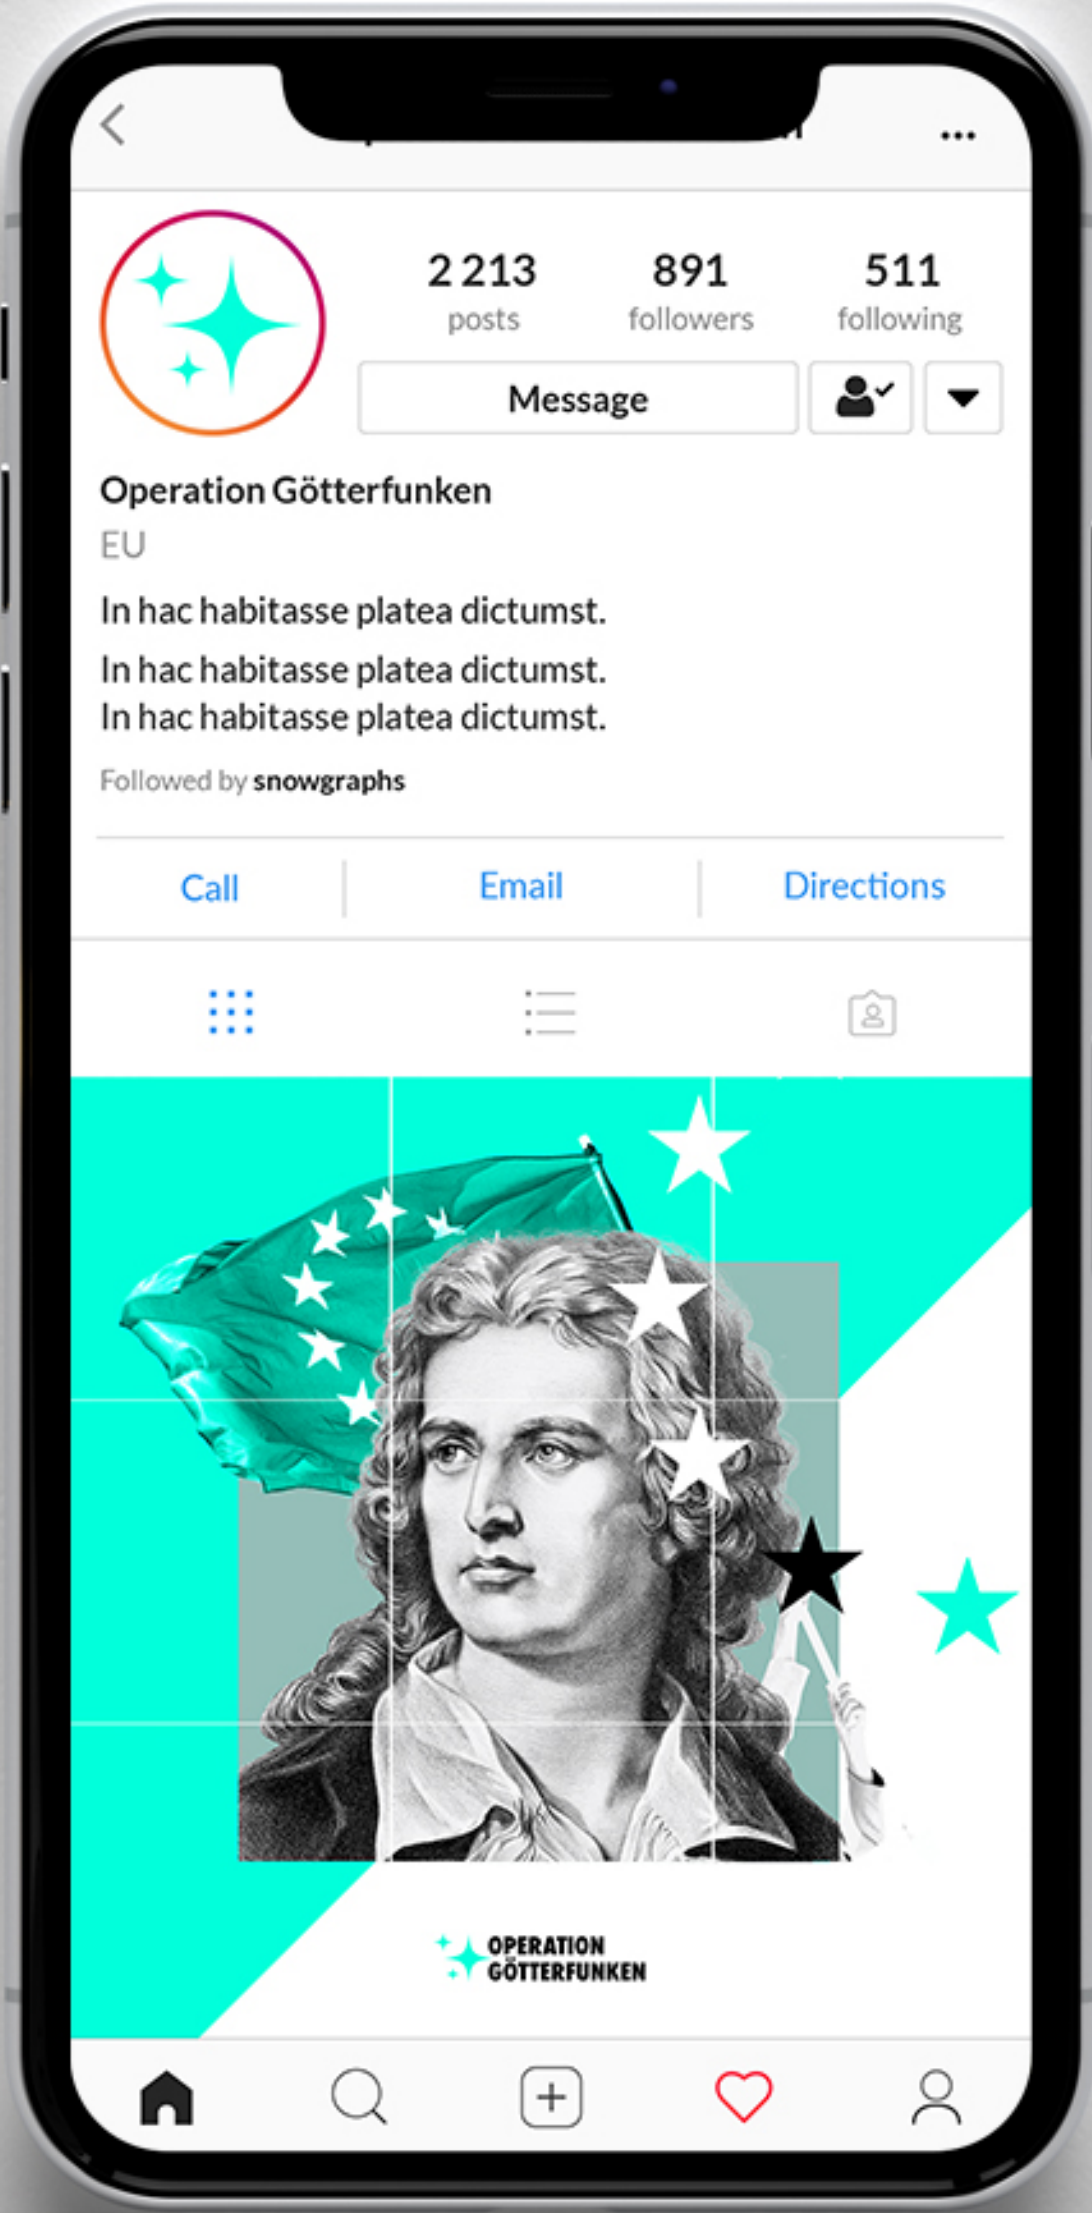 2 213 891 511
posts followers following
Message
Operation Götterfunken
EU
In hac habitasse platea dictumst.
In hac habitasse platea dictumst.
In hac habitasse platea dictumst.
Followed by snowgraphs
Call Email Directions
OPERATION
GÖTTERFUNKEN